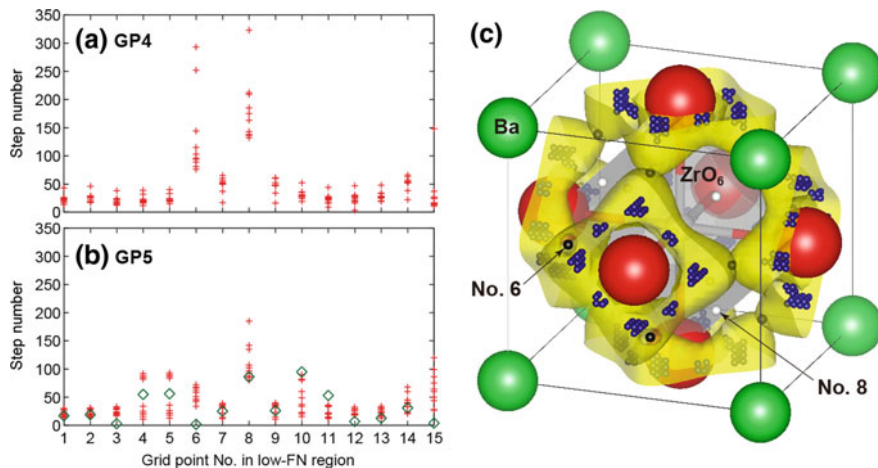 (a) GP4
Step number
350
300
250
200
150
100
50
0
(b) GP5
Step number
350
300
250
200
150
100
50
0
1 2 3 4 5 6 7 8 9 10 11 12 13 14 15
Grid point No. in low-FN region
(c)
Ba
ZrO₆
No. 6
No. 8